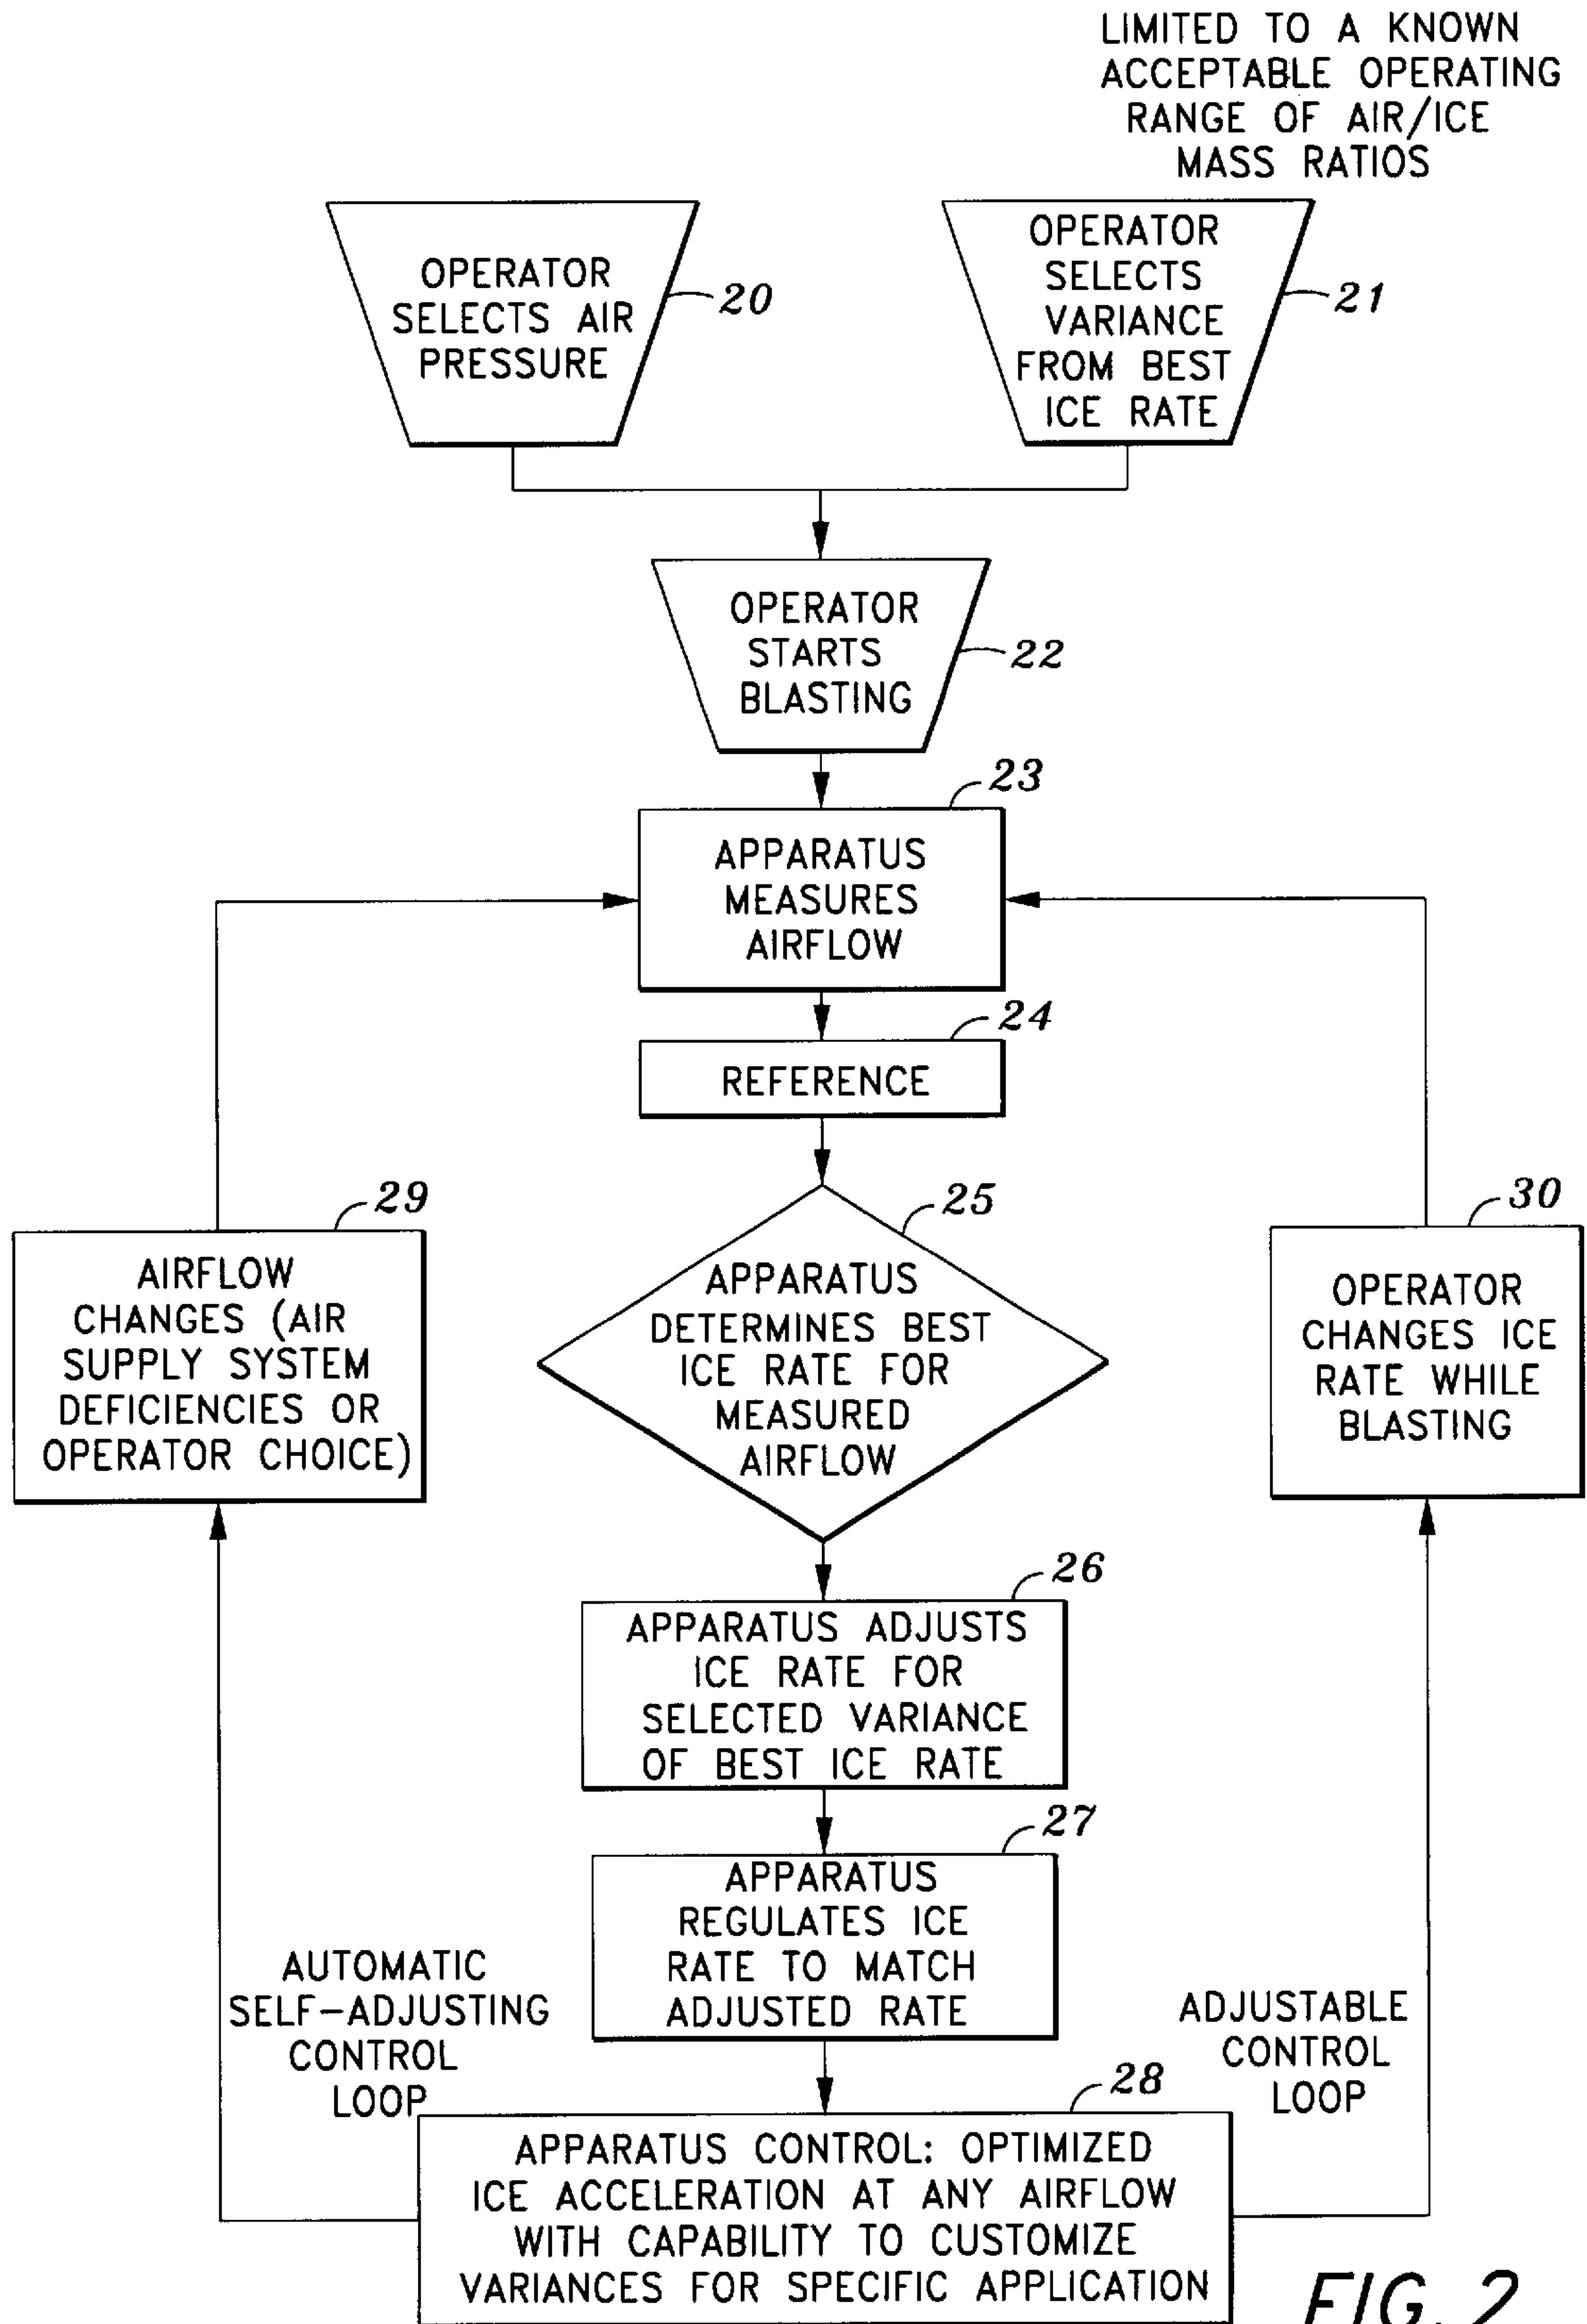 LIMITED TO A KNOWN
ACCEPTABLE OPERATING
RANGE OF AIR/ICE
MASS RATIOS
OPERATOR
SELECTS AIR
PRESSURE
20
OPERATOR
SELECTS
VARIANCE
FROM BEST
ICE RATE
21
OPERATOR
STARTS
BLASTING
22
23
APPARATUS
MEASURES
AIRFLOW
24
REFERENCE
25
APPARATUS
DETERMINES BEST
ICE RATE FOR
MEASURED
AIRFLOW
29
AIRFLOW
CHANGES (AIR
SUPPLY SYSTEM
DEFICIENCIES OR
OPERATOR CHOICE)
30
OPERATOR
CHANGES ICE
RATE WHILE
BLASTING
26
APPARATUS ADJUSTS
ICE RATE FOR
SELECTED VARIANCE
OF BEST ICE RATE
27
APPARATUS
REGULATES ICE
RATE TO MATCH
ADJUSTED RATE
AUTOMATIC
SELF-ADJUSTING
CONTROL
LOOP
ADJUSTABLE
CONTROL
LOOP
28
APPARATUS CONTROL: OPTIMIZED
ICE ACCELERATION AT ANY AIRFLOW
WITH CAPABILITY TO CUSTOMIZE
VARIANCES FOR SPECIFIC APPLICATION
FIG. 2